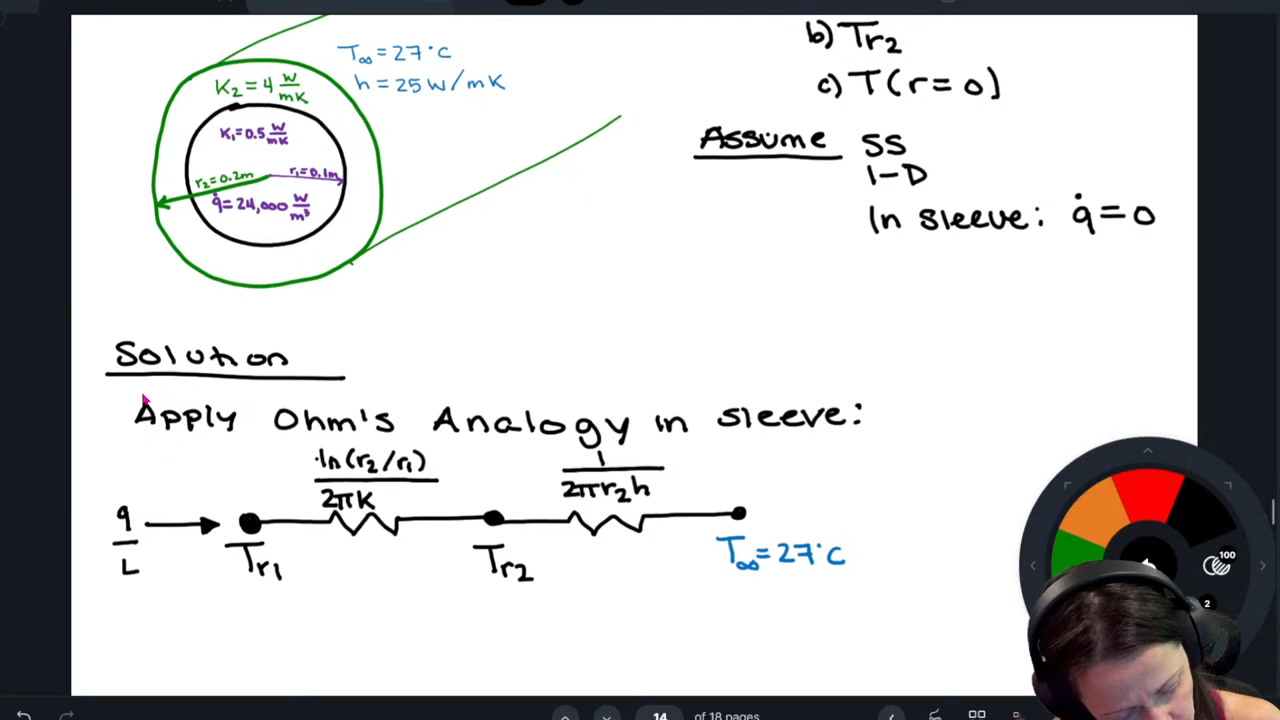 T∞ = 27°C
h = 25 W/mK
K₂ = 4 W/mK
K₁ = 0.5 W/mK
r₂ = 0.2m
r₁ = 0.1m
q̇ = 24,000 W/m³
b) Tr₂
c) T(r = 0)
Assume SS
1-D
In sleeve: q̇ = 0
Solution
Apply Ohm's Analogy in sleeve:
ln(r₂/r₁)/2πK
1/2πr₂h
q/L
Tr₁
Tr₂
T∞ = 27°C
100
2
14 of 18 pages